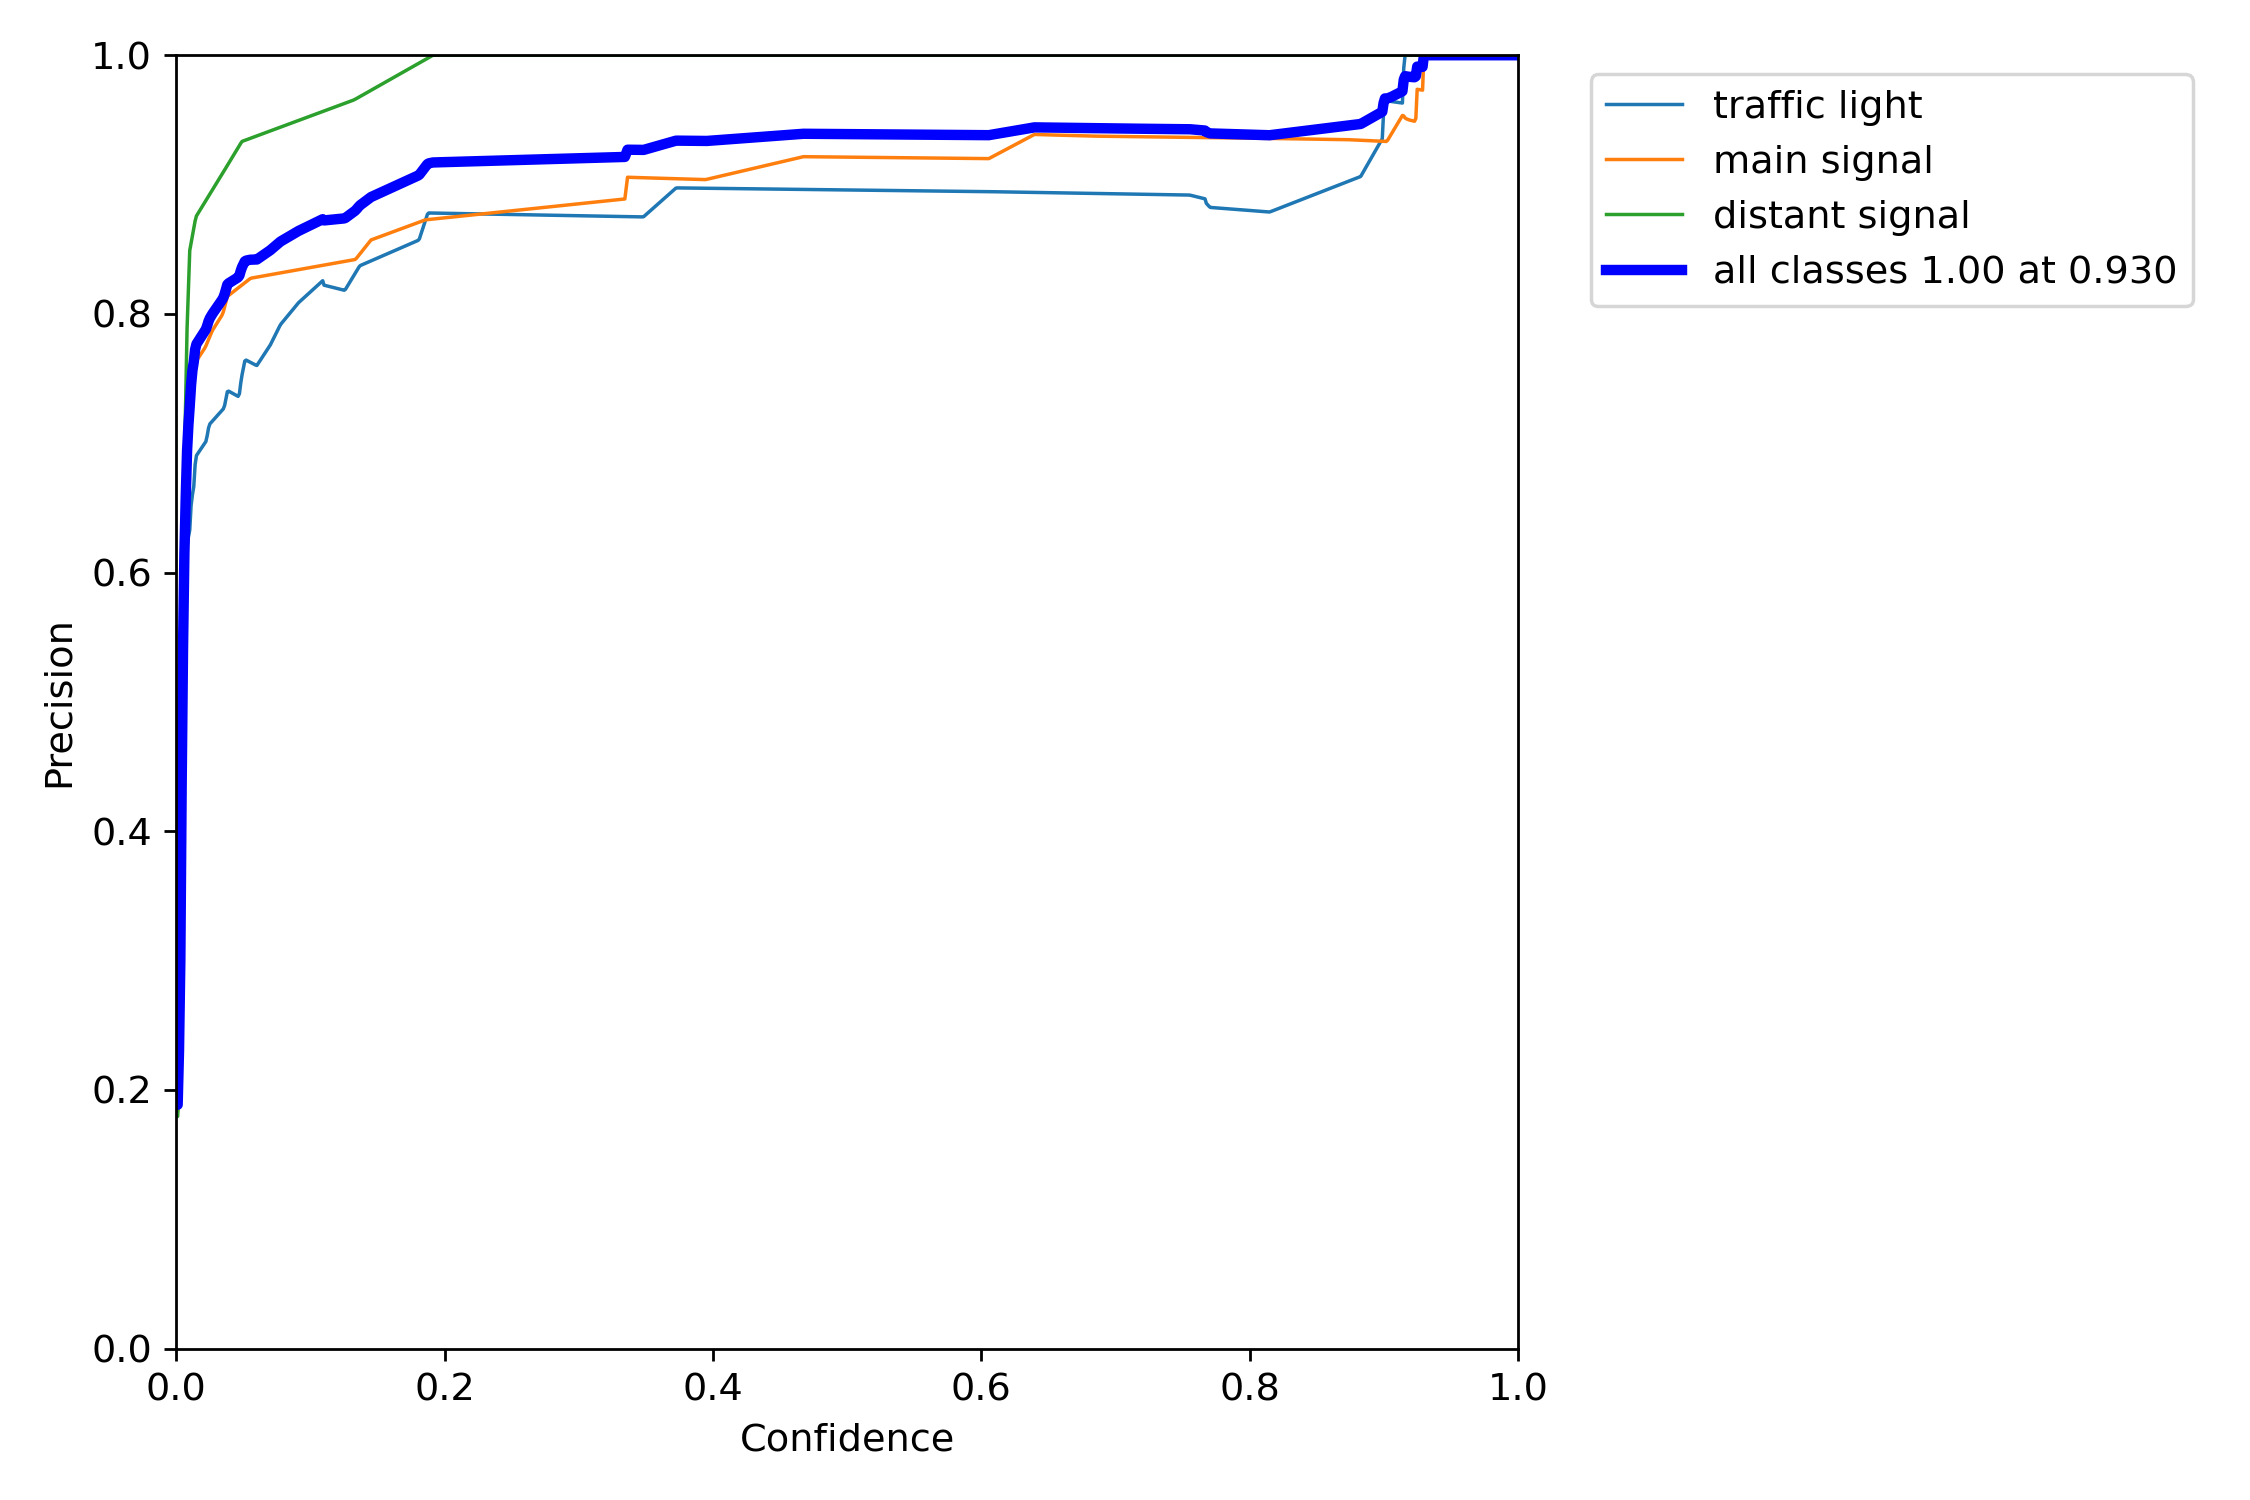 1.0
0.8
0.6
0.4
0.2
0.0
Precision
0.0 0.2 0.4 0.6 0.8 1.0
Confidence
traffic light
main signal
distant signal
all classes 1.00 at 0.930